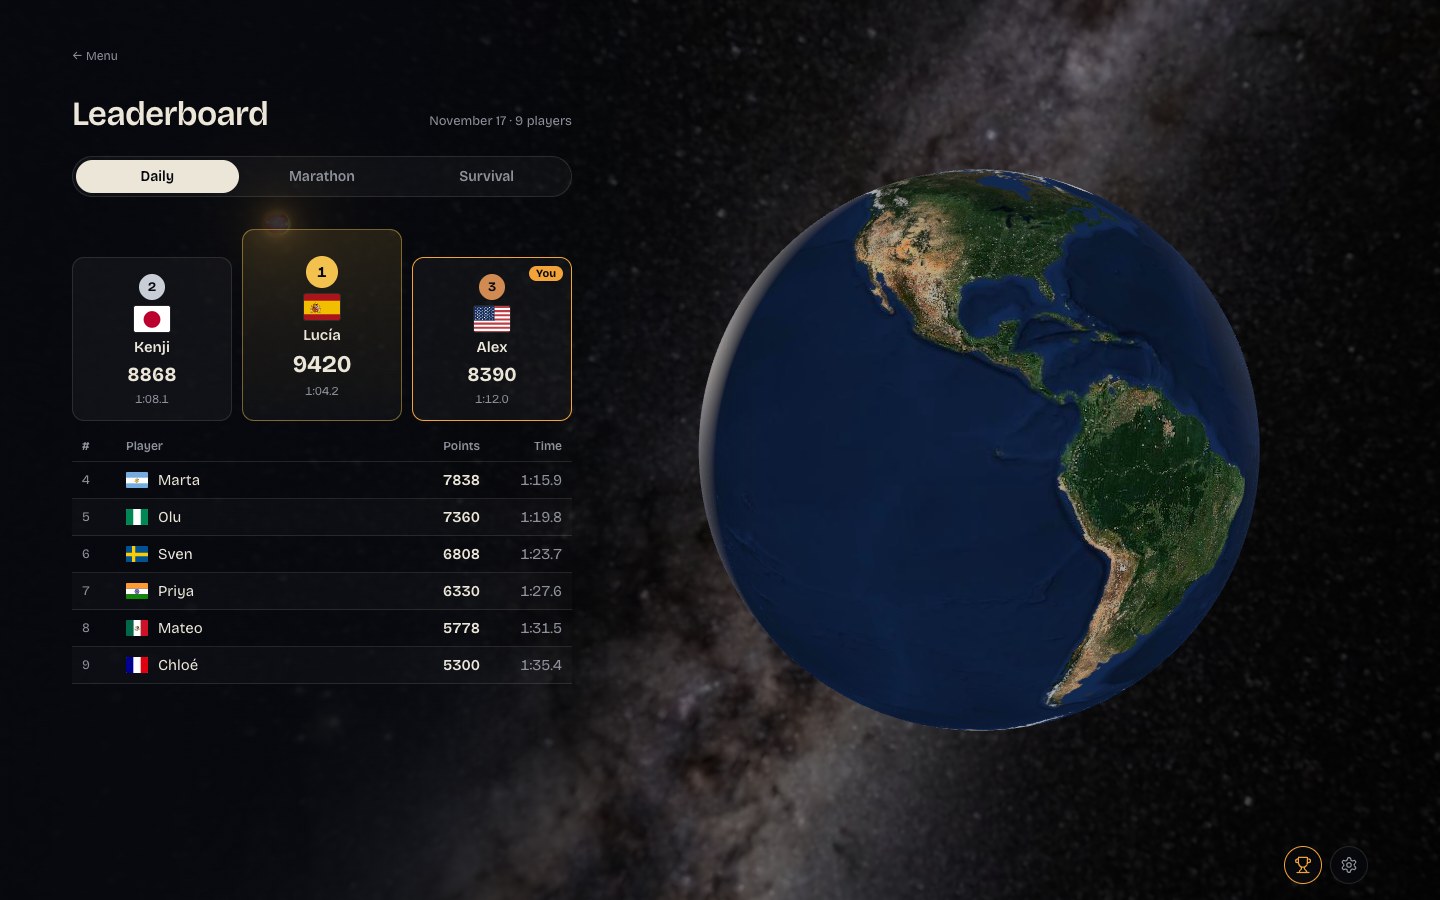 ← Menu
Leaderboard
November 17 · 9 players
Daily Marathon Survival
2
Kenji
8868
1:08.1
1
Lucía
9420
1:04.2
You
3
Alex
8390
1:12.0
# Player Points Time
4 Marta 7838 1:15.9
5 Olu 7360 1:19.8
6 Sven 6808 1:23.7
7 Priya 6330 1:27.6
8 Mateo 5778 1:31.5
9 Chloé 5300 1:35.4